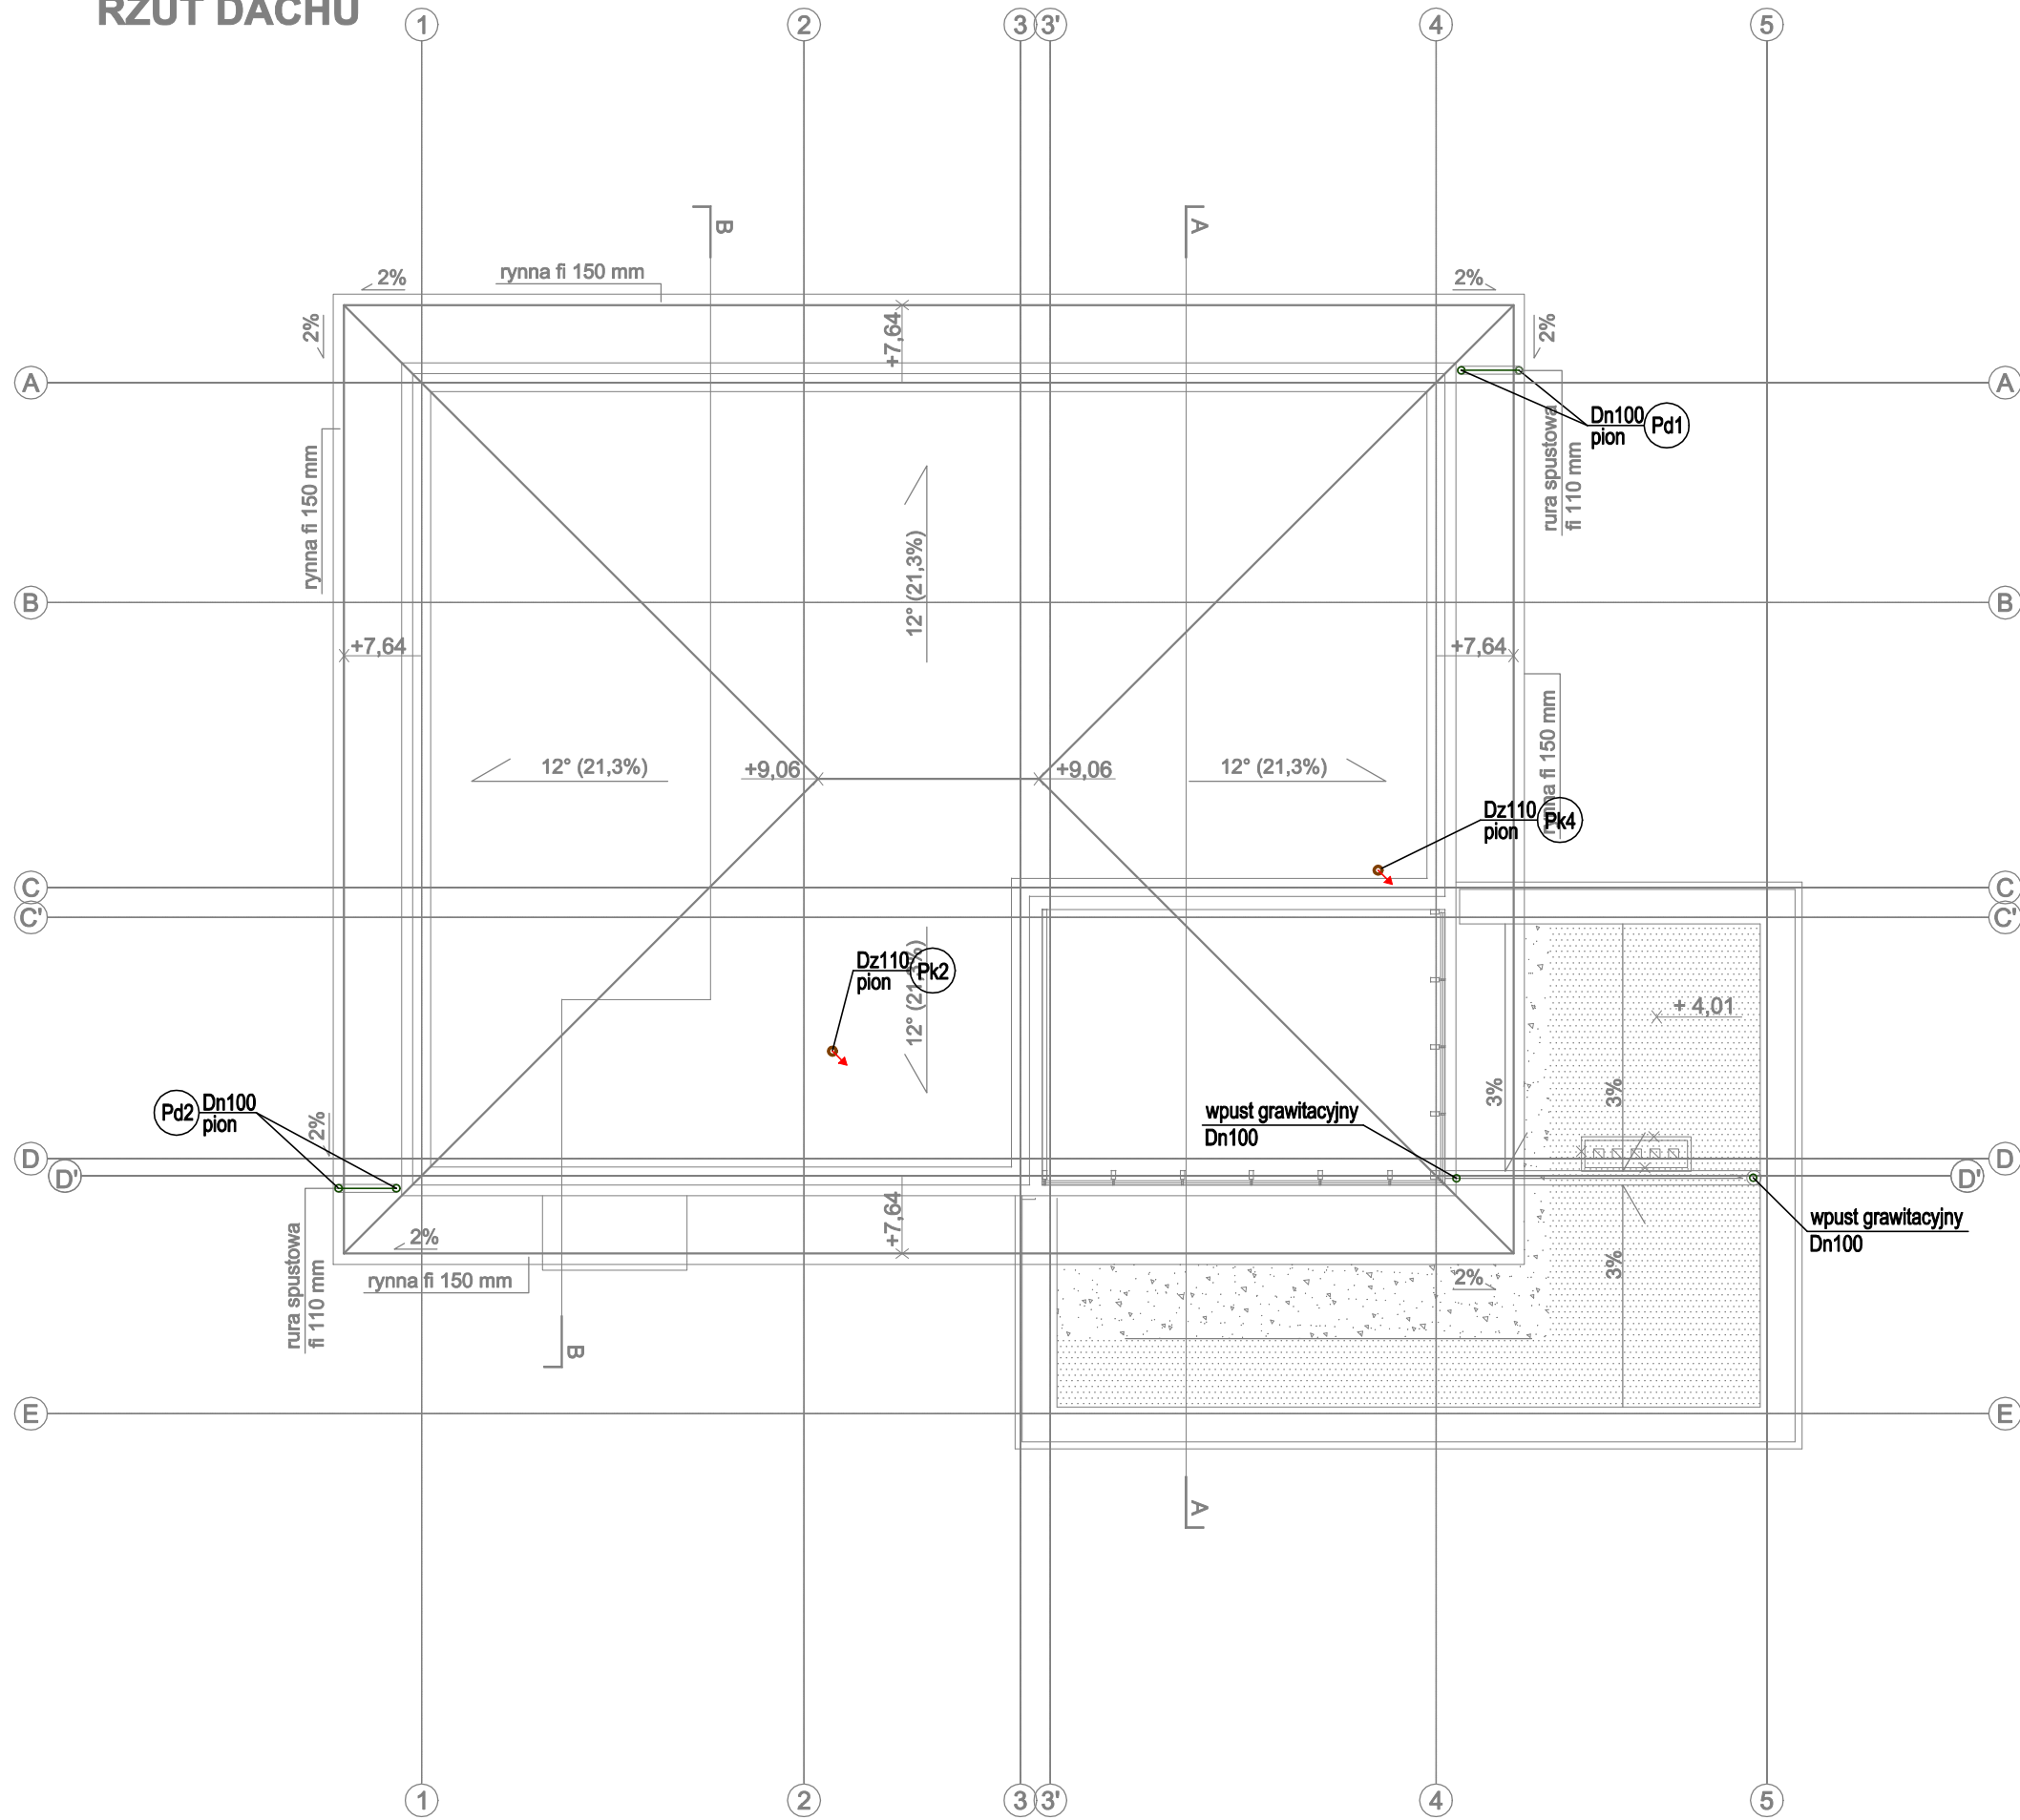 RZUT DACHU
1
2
3
3'
4
5
B
A
2%
rynna fi 150 mm
2%
2%
+7,64
2%
A
A
Dn100
pion
Pd1
rura spustowa
fi 110 mm
rynna fi 150 mm
12° (21,3%)
B
B
+7,64
+7,64
rynna fi 150 mm
12° (21,3%)
+9,06
+9,06
12° (21,3%)
Dz110
pion
Pk4
C
C
C'
C'
Dz110
pion
Pk2
12° (21,3%)
+ 4,01
3%
3%
Pd2
Dn100
pion
2%
wpust grawitacyjny
Dn100
D
D
D'
D'
+7,64
wpust grawitacyjny
Dn100
2%
rura spustowa
fi 110 mm
rynna fi 150 mm
2%
3%
B
E
E
A
1
2
3
3'
4
5